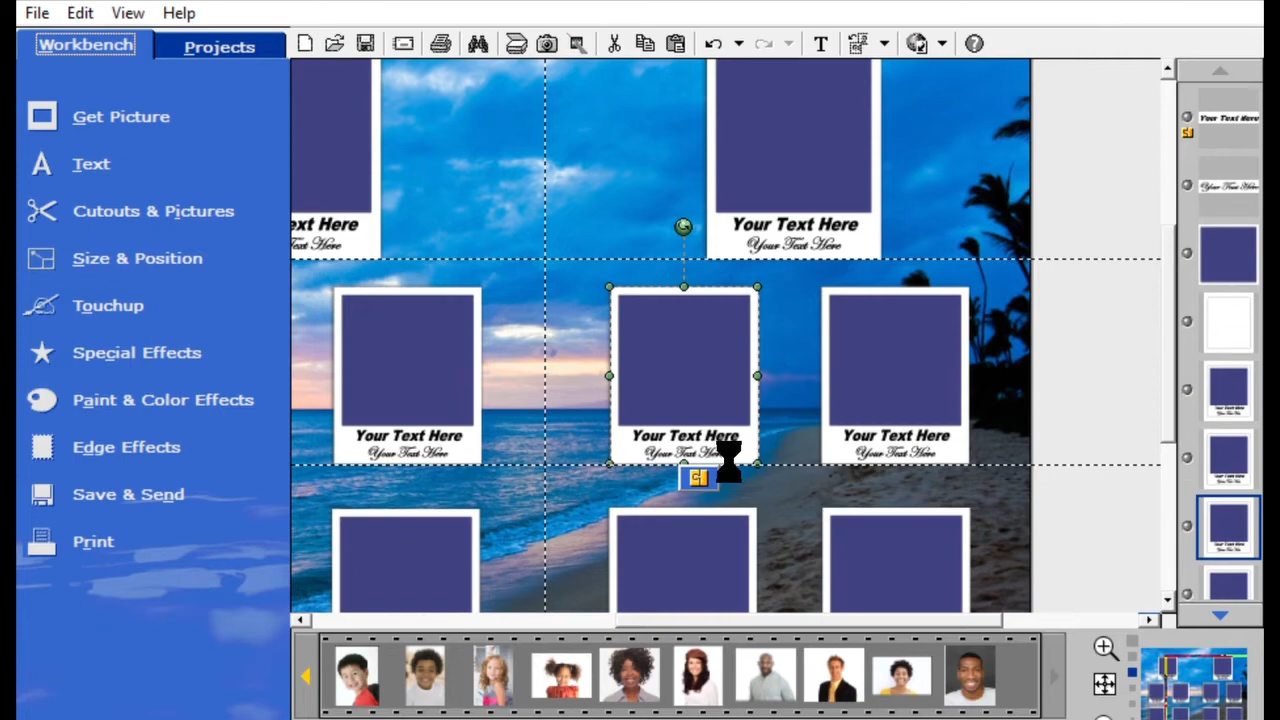 File Edit View Help
Workbench Projects
Get Picture
Text
Cutouts & Pictures
Size & Position
Touchup
Special Effects
Paint & Color Effects
Edge Effects
Save & Send
Print
ext Here
Text Here
Your Text Here
Your Text Here
Your Text Here
Your Text Here
Your Text Here
Your Text Here
Your Text Here
Your Text Here
Your Text Here
Your Text Here